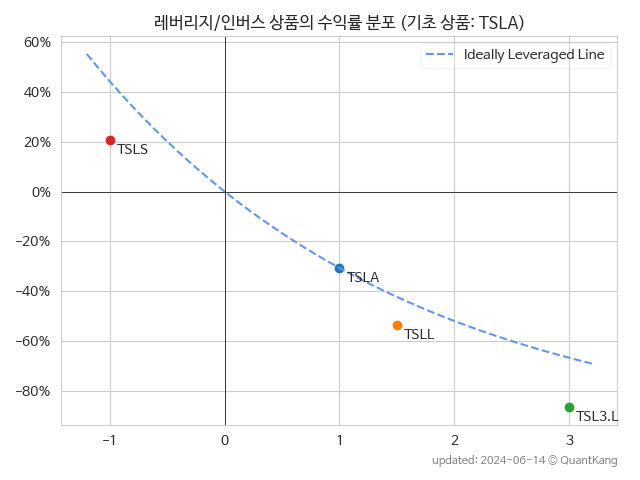 레버리지/인버스 상품의 수익률 분포 (기초 상품: TSLA)
60%
Ideally Leveraged Line
40%
20%
TSLS
0%
−20%
TSLA
−40%
TSLL
−60%
−80%
TSL3.L
−1
0
1
2
3
updated: 2024-06-14 © QuantKang